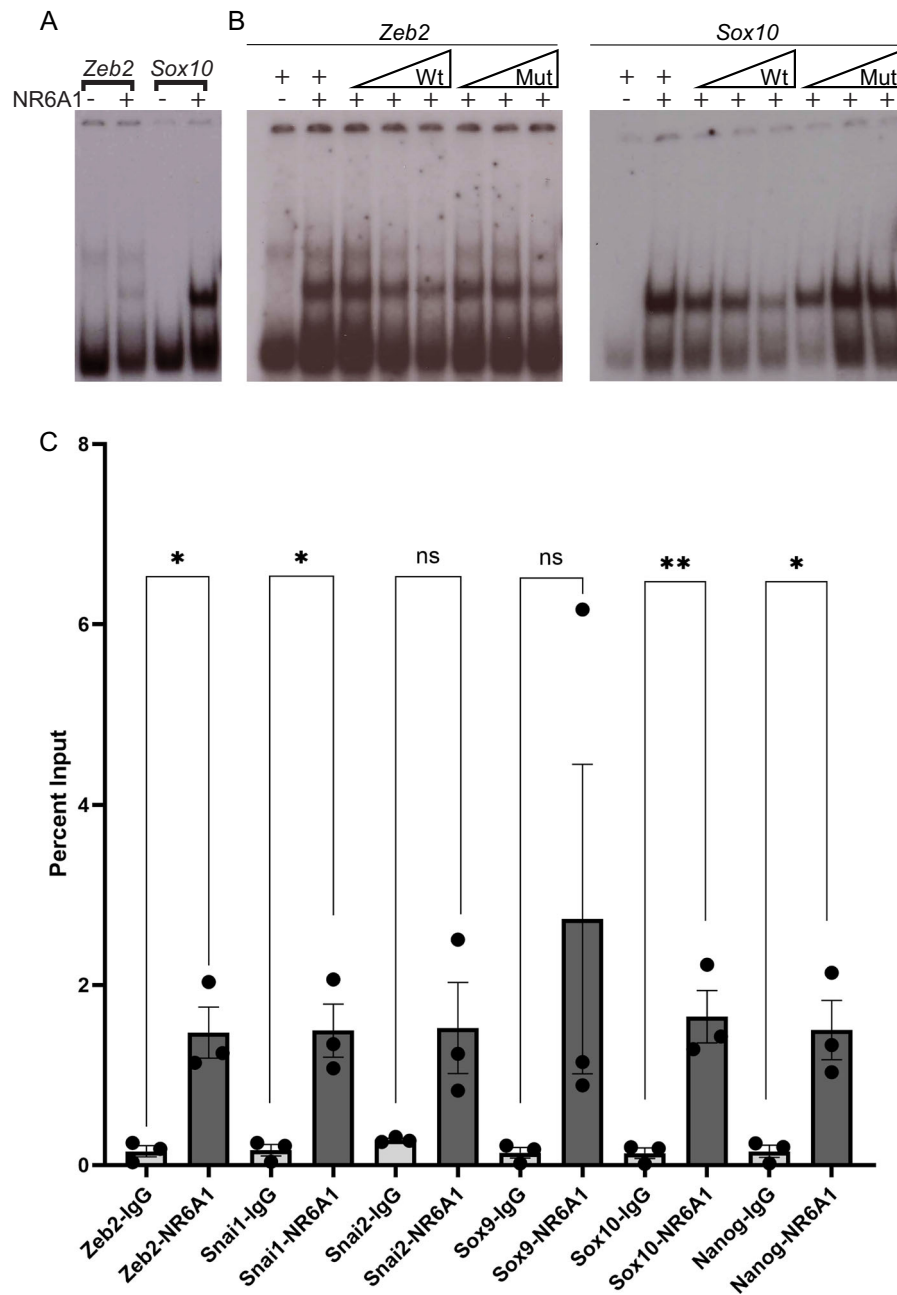 A B
Zeb2 Sox10
Zeb2 Sox10
+ + Wt Mut + + Wt Mut
NR6A1 - + - + - + + + + + + + - + + + + + + +
C
8
6
4
2
0
Percent Input
* * ns ns ** *
Zeb2-IgG
Zeb2-NR6A1
Snai1-IgG
Snai1-NR6A1
Snai2-IgG
Snai2-NR6A1
Sox9-IgG
Sox9-NR6A1
Sox10-IgG
Sox10-NR6A1
Nanog-IgG
Nanog-NR6A1